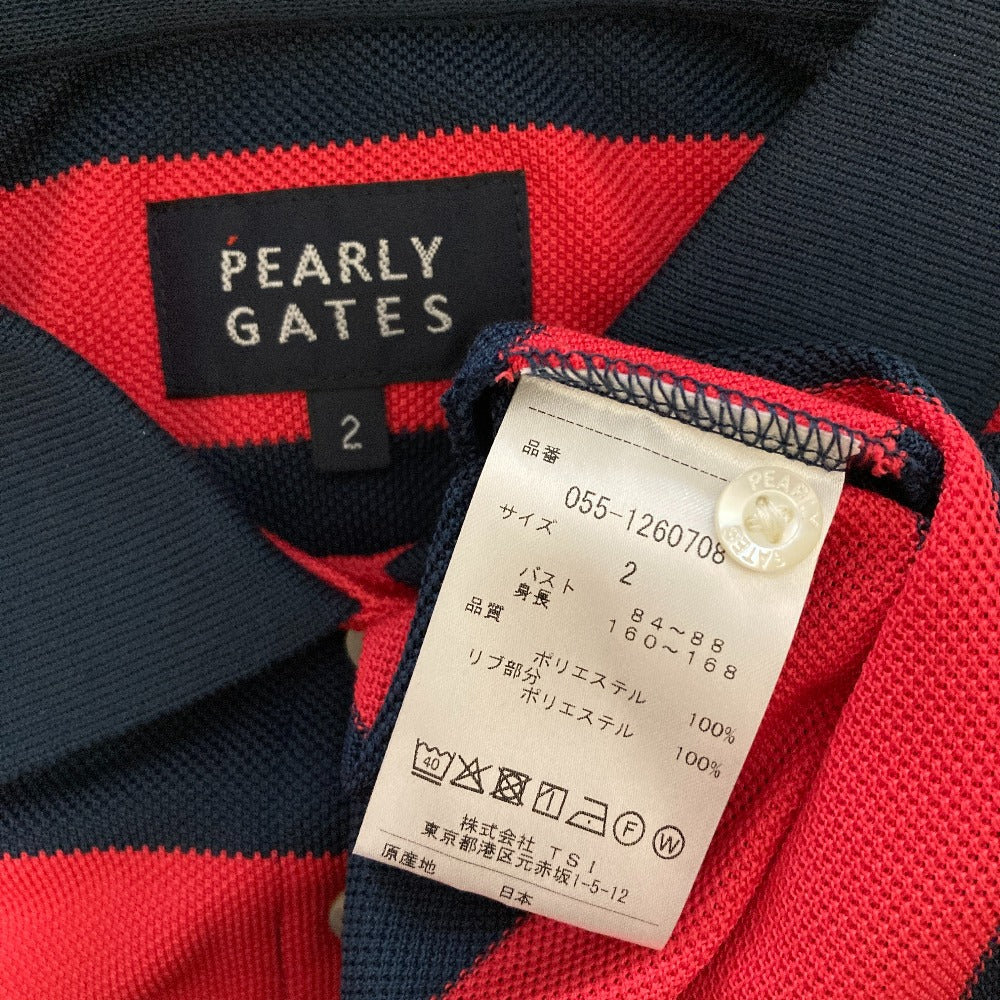 PEARLY
GATES
2
品番
055-1260708
サイズ
2
バスト
84～88
身長
160～168
品質
ポリエステル 100%
リブ部分
ポリエステル 100%
40
F
W
株式会社 TSI
東京都港区元赤坂1-5-12
原産地
日本
PEARLY
GATES